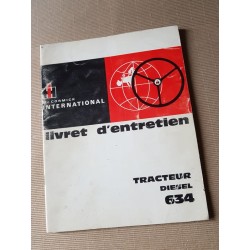 McCORMICK
INTERNATIONAL
livret d'entretien
TRACTEUR
DIESEL
634